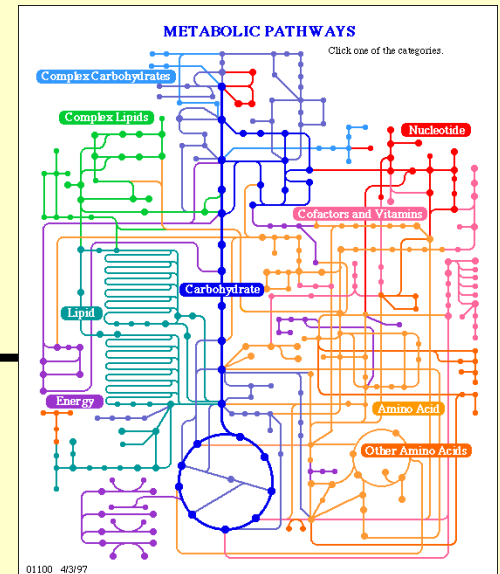 METABOLIC PATHWAYS
Click one of the categories.
Complex Carbohydrates
Complex Lipids
Nucleotide
Cofactors and Vitamins
Carbohydrate
Lipid
Energy
Amino Acid
Other Amino Acids
01100 4/3/97